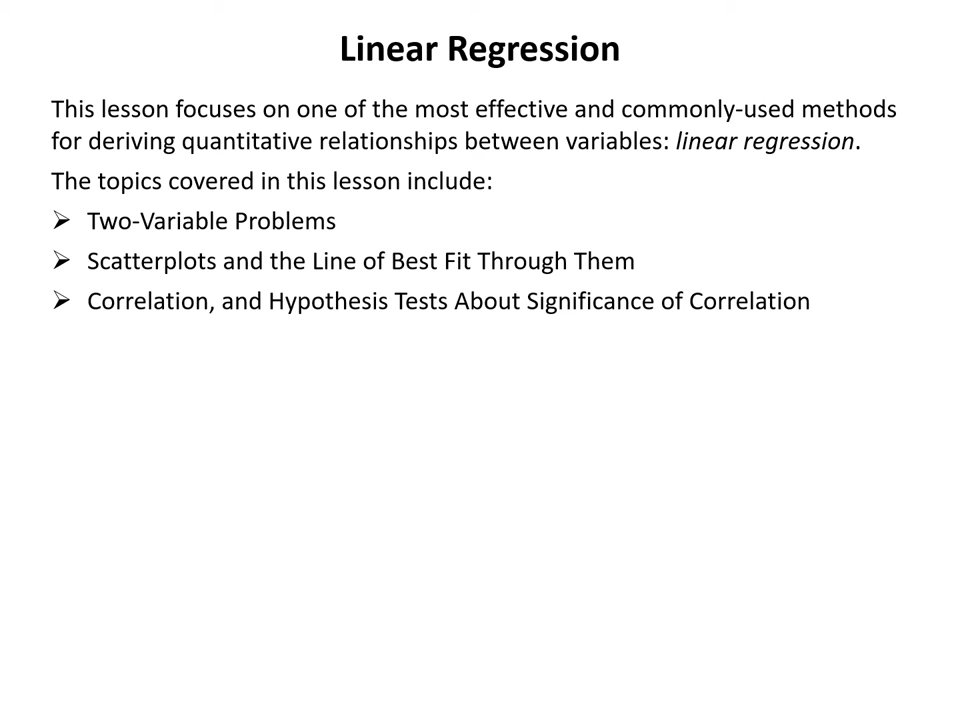 Linear Regression
This lesson focuses on one of the most effective and commonly-used methods
for deriving quantitative relationships between variables: linear regression.
The topics covered in this lesson include:
➢ Two-Variable Problems
➢ Scatterplots and the Line of Best Fit Through Them
➢ Correlation, and Hypothesis Tests About Significance of Correlation